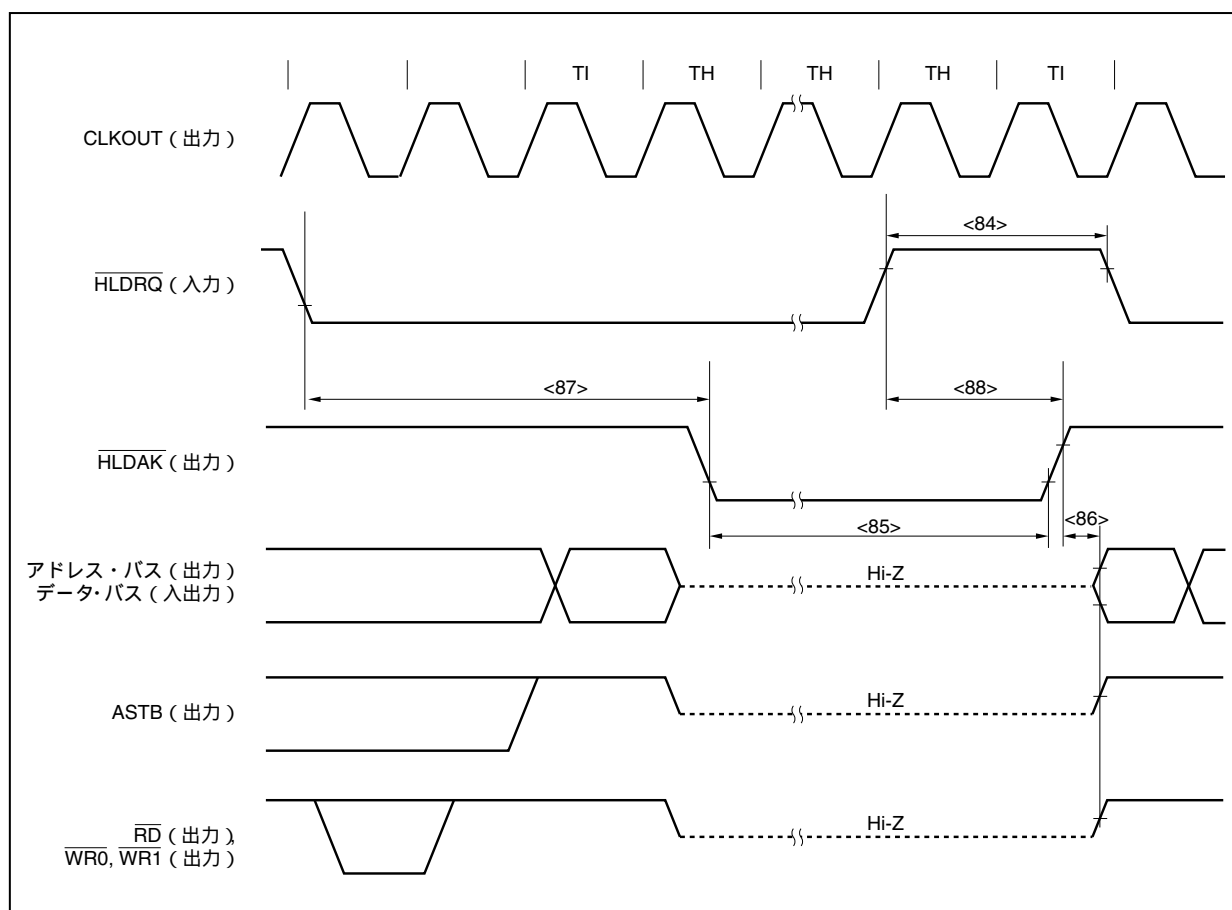 TI TH TH TH TI
CLKOUT（出力）
<84>
HLDRQ（入力）
<87> <88>
HLDAK（出力）
<85> <86>
アドレス・バス（出力）
データ・バス（入出力）
Hi-Z
ASTB（出力）
Hi-Z
RD（出力）,
WR0, WR1（出力）
Hi-Z